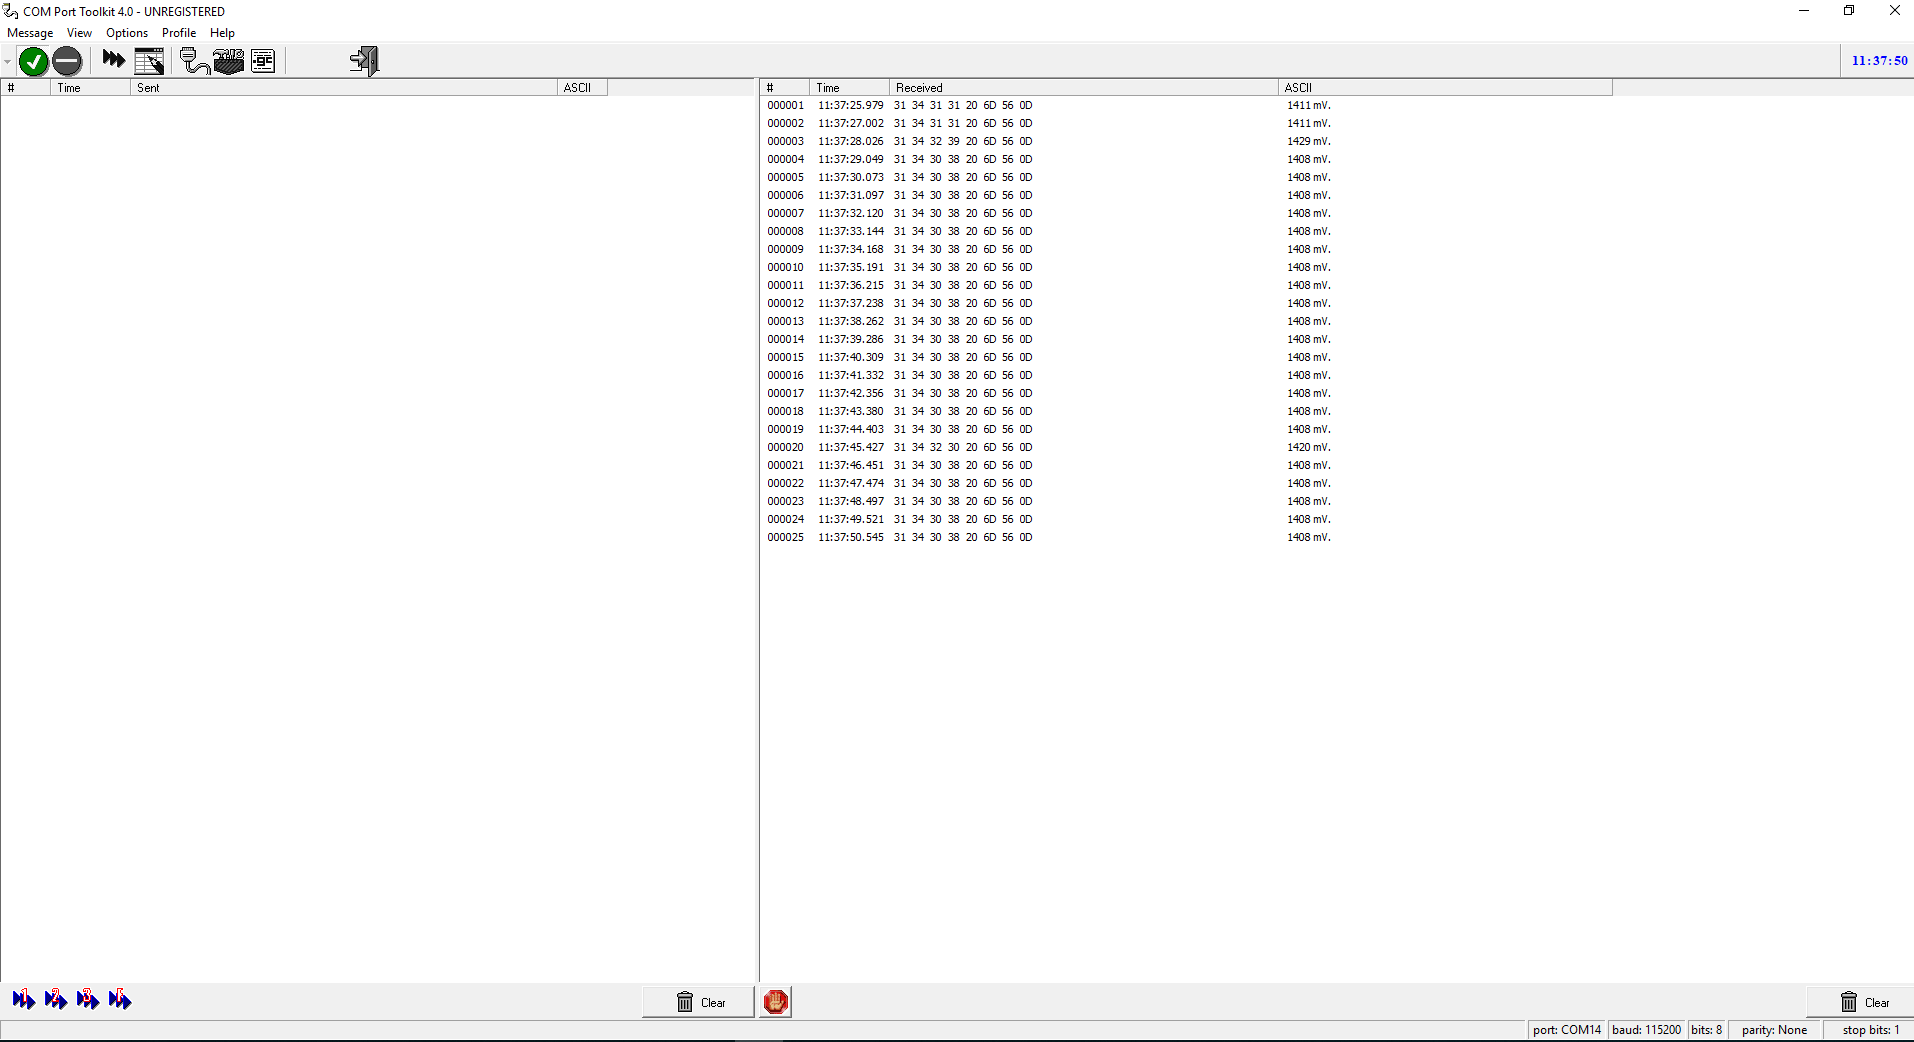 COM Port Toolkit 4.0 - UNREGISTERED
Message View Options Profile Help
11:37:50
# Time Sent ASCII
# Time Received ASCII
000001 11:37:25.979 31 34 31 31 20 6D 56 0D 1411 mV.
000002 11:37:27.002 31 34 31 31 20 6D 56 0D 1411 mV.
000003 11:37:28.026 31 34 32 39 20 6D 56 0D 1429 mV.
000004 11:37:29.049 31 34 30 38 20 6D 56 0D 1408 mV.
000005 11:37:30.073 31 34 30 38 20 6D 56 0D 1408 mV.
000006 11:37:31.097 31 34 30 38 20 6D 56 0D 1408 mV.
000007 11:37:32.120 31 34 30 38 20 6D 56 0D 1408 mV.
000008 11:37:33.144 31 34 30 38 20 6D 56 0D 1408 mV.
000009 11:37:34.168 31 34 30 38 20 6D 56 0D 1408 mV.
000010 11:37:35.191 31 34 30 38 20 6D 56 0D 1408 mV.
000011 11:37:36.215 31 34 30 38 20 6D 56 0D 1408 mV.
000012 11:37:37.238 31 34 30 38 20 6D 56 0D 1408 mV.
000013 11:37:38.262 31 34 30 38 20 6D 56 0D 1408 mV.
000014 11:37:39.286 31 34 30 38 20 6D 56 0D 1408 mV.
000015 11:37:40.309 31 34 30 38 20 6D 56 0D 1408 mV.
000016 11:37:41.332 31 34 30 38 20 6D 56 0D 1408 mV.
000017 11:37:42.356 31 34 30 38 20 6D 56 0D 1408 mV.
000018 11:37:43.380 31 34 30 38 20 6D 56 0D 1408 mV.
000019 11:37:44.403 31 34 30 38 20 6D 56 0D 1408 mV.
000020 11:37:45.427 31 34 32 30 20 6D 56 0D 1420 mV.
000021 11:37:46.451 31 34 30 38 20 6D 56 0D 1408 mV.
000022 11:37:47.474 31 34 30 38 20 6D 56 0D 1408 mV.
000023 11:37:48.497 31 34 30 38 20 6D 56 0D 1408 mV.
000024 11:37:49.521 31 34 30 38 20 6D 56 0D 1408 mV.
000025 11:37:50.545 31 34 30 38 20 6D 56 0D 1408 mV.
Clear
Clear
port: COM14 baud: 115200 bits: 8 parity: None stop bits: 1